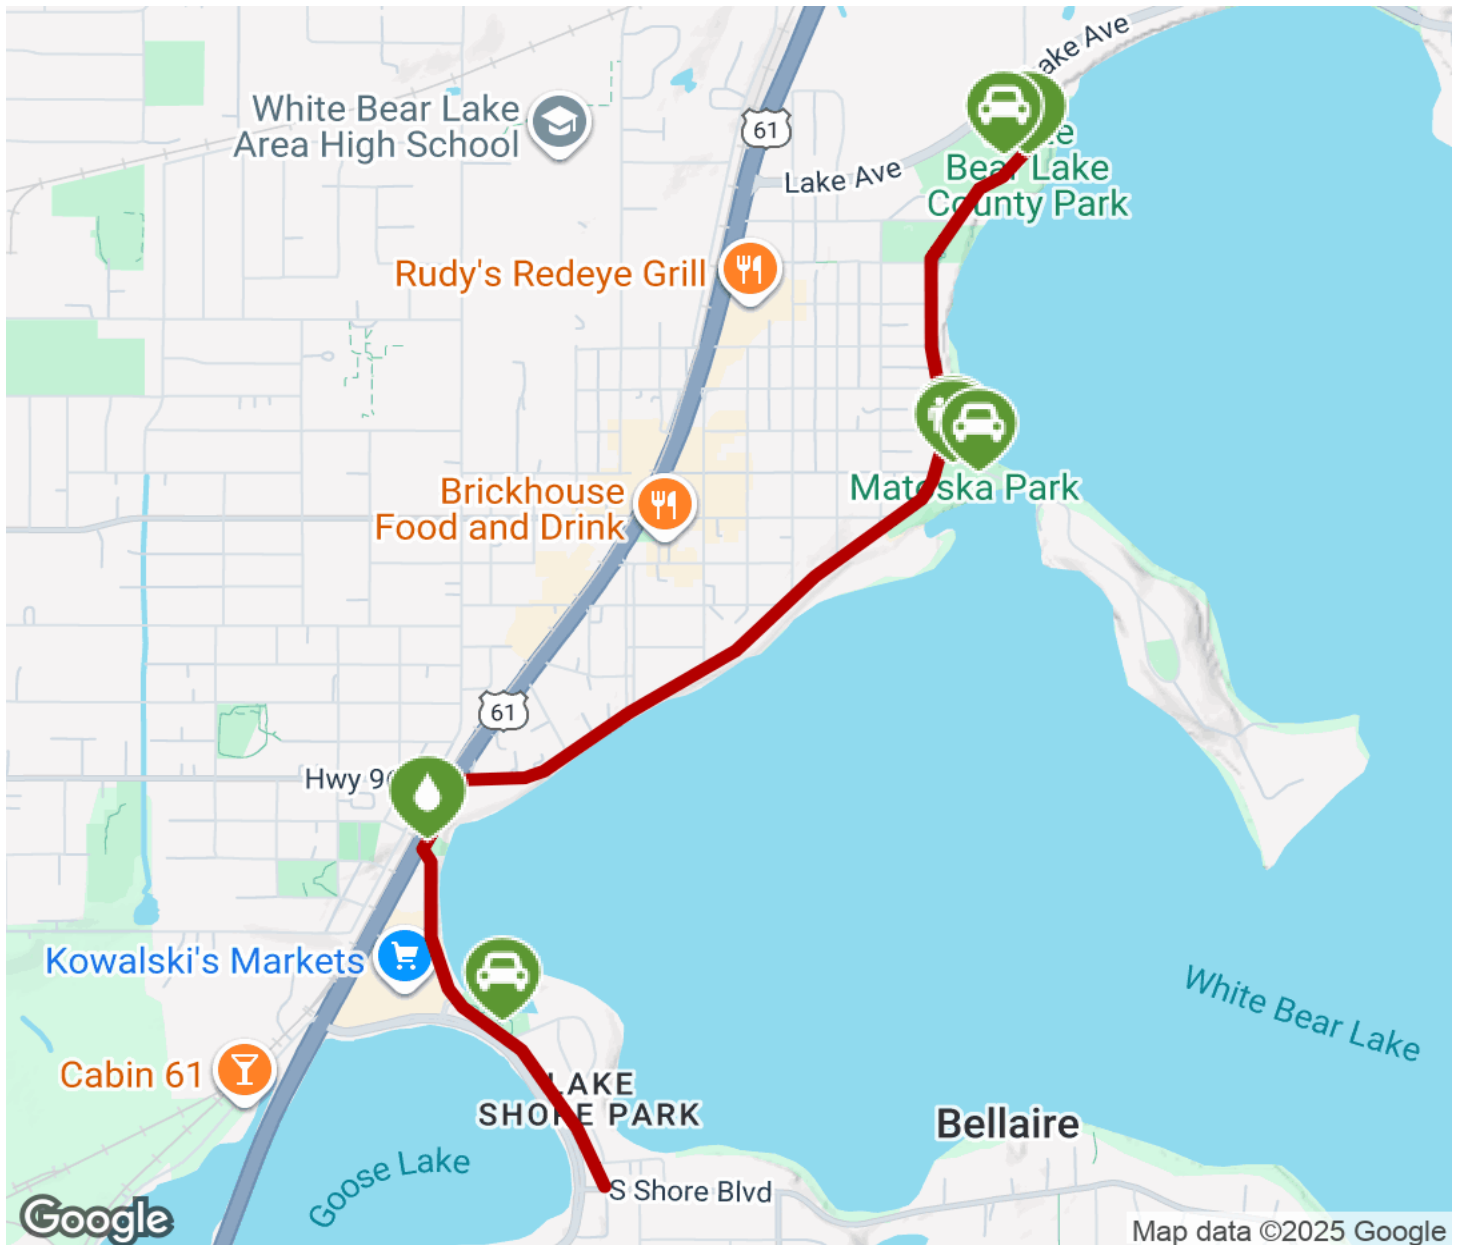 ake Ave
White Bear Lake
Area High School
61
Lake Ave
Bear Lake
County Park
Rudy's Redeye Grill
Brickhouse
Food and Drink
Matoska Park
61
Hwy 9
Kowalski's Markets
White Bear Lake
Cabin 61
LAKE
SHORE PARK
Bellaire
Goose Lake
S Shore Blvd
Google
Map data ©2025 Google